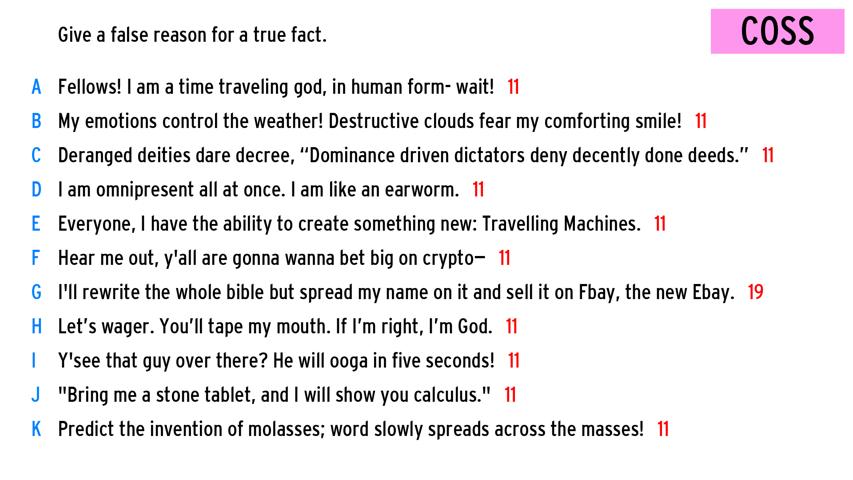 Give a false reason for a true fact.
COSS
A Fellows! I am a time traveling god, in human form- wait! 11
B My emotions control the weather! Destructive clouds fear my comforting smile! 11
C Deranged deities dare decree, “Dominance driven dictators deny decently done deeds.” 11
D I am omnipresent all at once. I am like an earworm. 11
E Everyone, I have the ability to create something new: Travelling Machines. 11
F Hear me out, y'all are gonna wanna bet big on crypto— 11
G I'll rewrite the whole bible but spread my name on it and sell it on Fbay, the new Ebay. 19
H Let’s wager. You’ll tape my mouth. If I’m right, I’m God. 11
I Y'see that guy over there? He will ooga in five seconds! 11
J "Bring me a stone tablet, and I will show you calculus." 11
K Predict the invention of molasses; word slowly spreads across the masses! 11